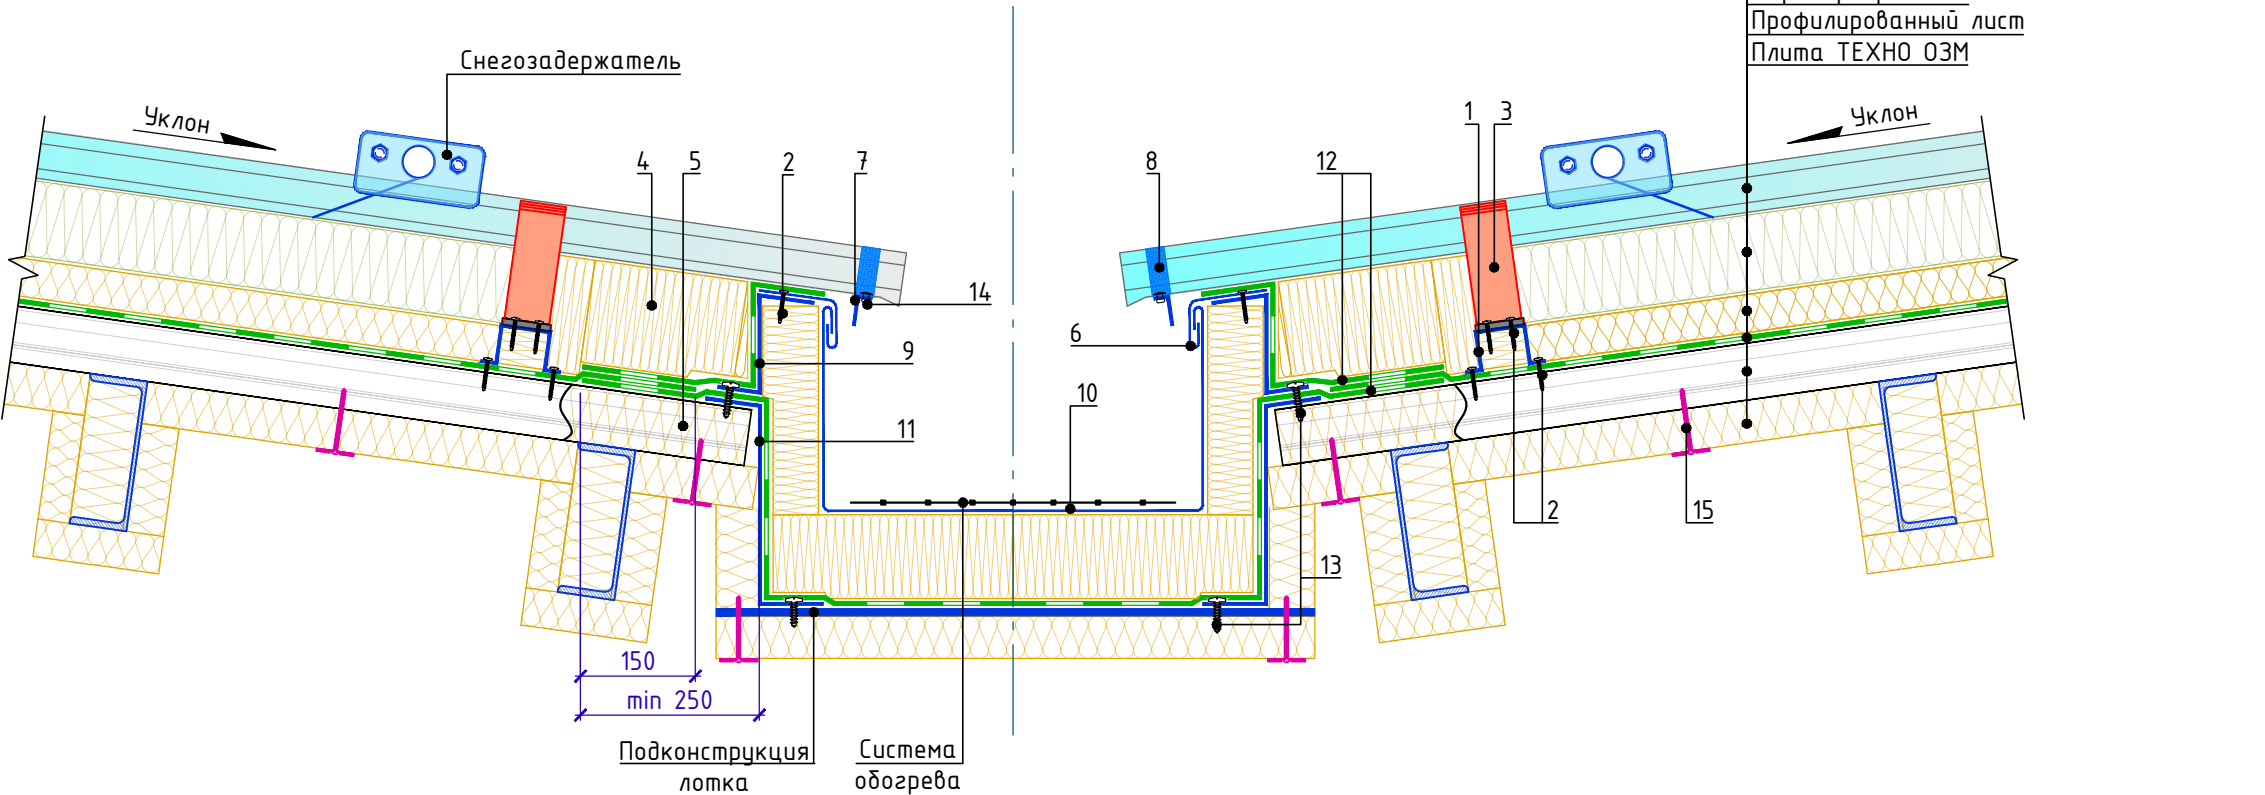 Профилированный лист
Плита ТЕХНО ОЗМ
Снегозадержатель
Уклон
Уклон
1
3
4
5
2
7
8
12
14
6
9
10
11
2
15
13
150
min 250
Подконструкция
лотка
Система
обогрева